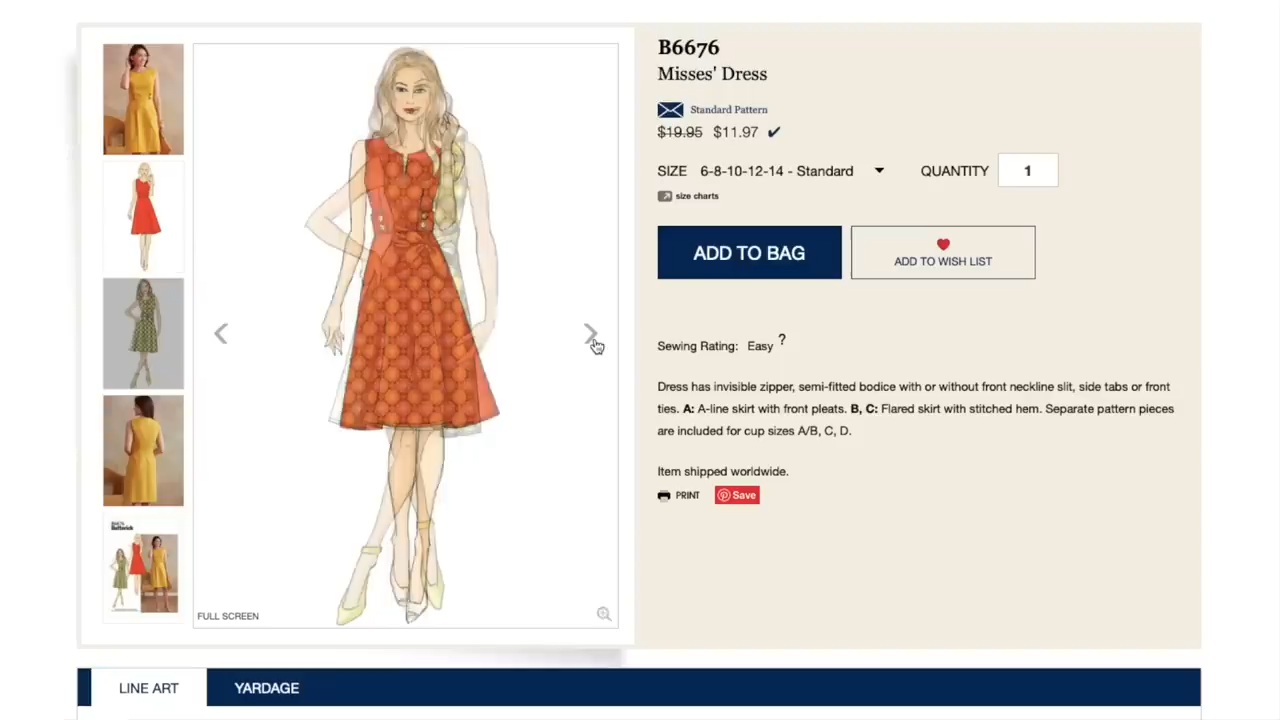 B6676
Misses' Dress
Standard Pattern
$19.95 $11.97 ✔
SIZE 6-8-10-12-14 - Standard QUANTITY 1
size charts
ADD TO BAG
ADD TO WISH LIST
Sewing Rating: Easy ?
Dress has invisible zipper, semi-fitted bodice with or without front neckline slit, side tabs or front
ties. A: A-line skirt with front pleats. B, C: Flared skirt with stitched hem. Separate pattern pieces
are included for cup sizes A/B, C, D.
Item shipped worldwide.
PRINT Save
B6676
Butterick
FULL SCREEN
LINE ART YARDAGE